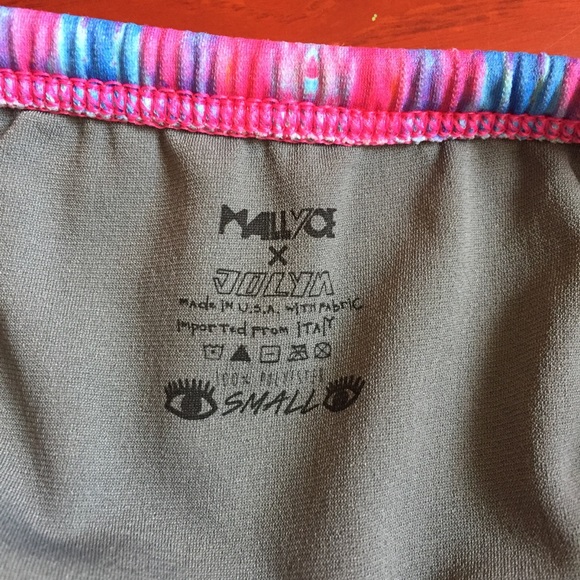 MALLYCE
X
JOLYN
made in U.S.A. with fabric
imported from ITALY
100% POLYESTER
SMALL